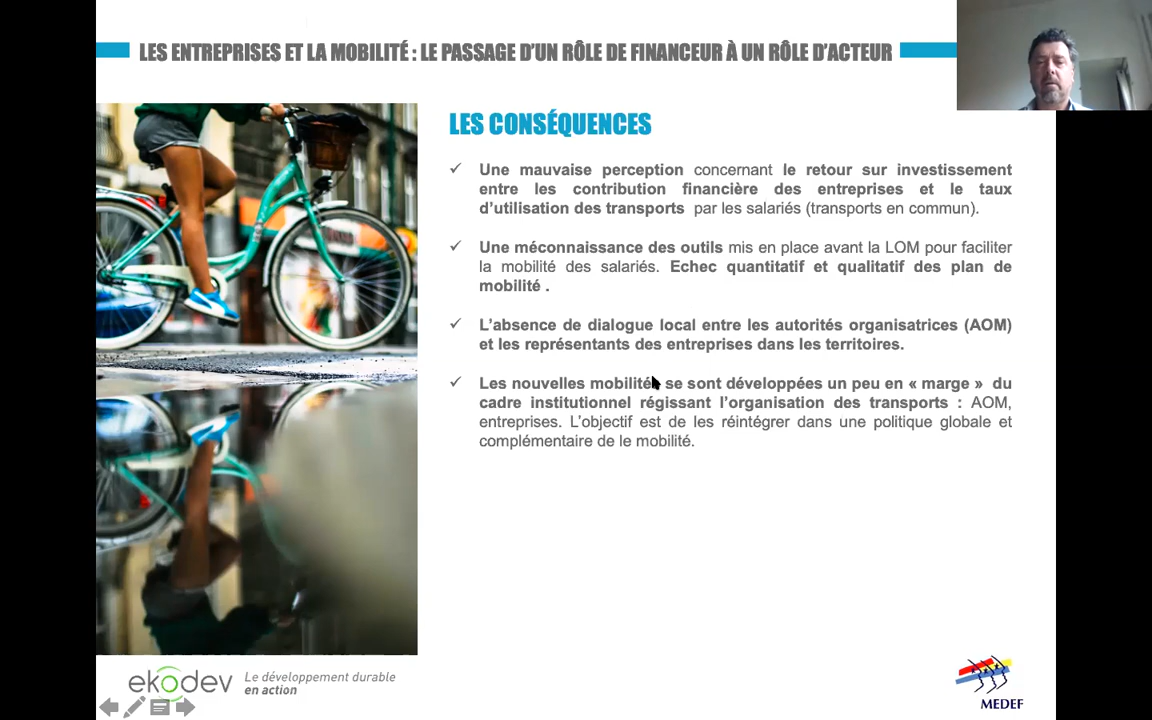 LES ENTREPRISES ET LA MOBILITÉ : LE PASSAGE D'UN RÔLE DE FINANCEUR À UN RÔLE D'ACTEUR
LES CONSÉQUENCES
✓ Une mauvaise perception concernant le retour sur investissement
entre les contribution financière des entreprises et le taux
d'utilisation des transports par les salariés (transports en commun).
✓ Une méconnaissance des outils mis en place avant la LOM pour faciliter
la mobilité des salariés. Echec quantitatif et qualitatif des plan de
mobilité .
✓ L'absence de dialogue local entre les autorités organisatrices (AOM)
et les représentants des entreprises dans les territoires.
✓ Les nouvelles mobilités se sont développées un peu en « marge » du
cadre institutionnel régissant l'organisation des transports : AOM,
entreprises. L'objectif est de les réintégrer dans une politique globale et
complémentaire de le mobilité.
ekodev
Le développement durable
en action
MEDEF